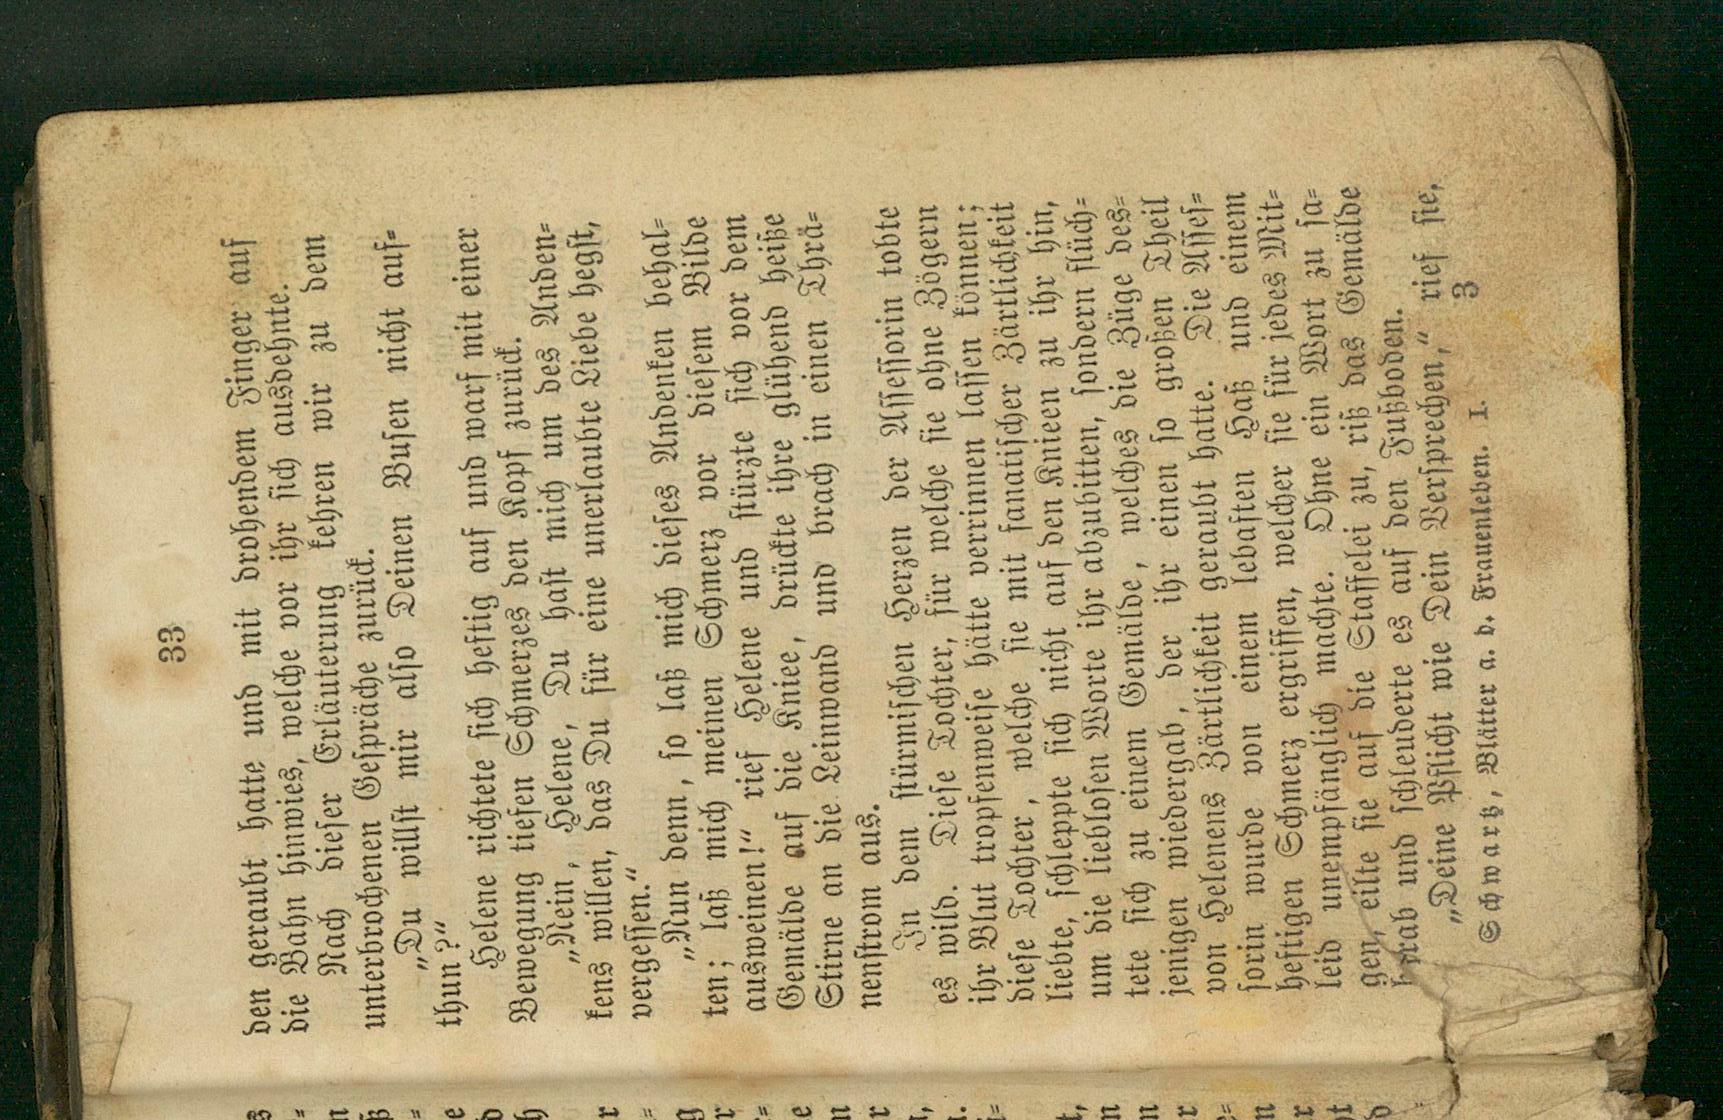 33
den geraubt hatte und mit drohendem Finger auf
die Bahn hinwies, welche vor ihr sich ausdehnte.
Nach dieser Erläuterung kehren wir zu dem
unterbrochenen Gespräche zurück.
„Du willst mir also Deinen Busen nicht auf=
thun?“
Helene richtete sich heftig auf und warf mit einer
Bewegung tiefen Schmerzes den Kopf zurück.
„Nein, Helene, Du hast mich um des Anden=
kens willen, das Du für eine unerlaubte Liebe hegst,
vergessen.“
„Nun denn, so laß mich dieses Andenken behal=
ten; laß mich meinen Schmerz vor diesem Bilde
ausweinen!“ rief Helene und stürzte sich vor dem
Gemälde auf die Kniee, drückte ihre glühend heiße
Stirne an die Leinwand und brach in einen Thrä=
nenstrom aus.
In dem stürmischen Herzen der Assessorin tobte
es wild. Diese Tochter, für welche sie ohne Zögern
ihr Blut tropfenweise hätte verrinnen lassen können;
diese Tochter, welche sie mit fanatischer Zärtlichkeit
liebte, schleppte sich nicht auf den Knieen zu ihr hin,
um die lieblosen Worte ihr abzubitten, sondern flüch=
tete sich zu einem Gemälde, welches die Züge des=
jenigen wiedergab, der ihr einen so großen Theil
von Helenens Zärtlichkeit geraubt hatte. Die Asses=
sorin wurde von einem lebaften Haß und einem
heftigen Schmerz ergriffen, welcher sie für jedes Mit=
leid unempfänglich machte. Ohne ein Wort zu sa=
gen, eilte sie auf die Staffelei zu, riß das Gemälde
herab und schleuderte es auf den Fußboden.
„Deine Pflicht wie Dein Versprechen,“ rief sie,
Schwartz, Blätter a. d. Frauenleben. I. 3